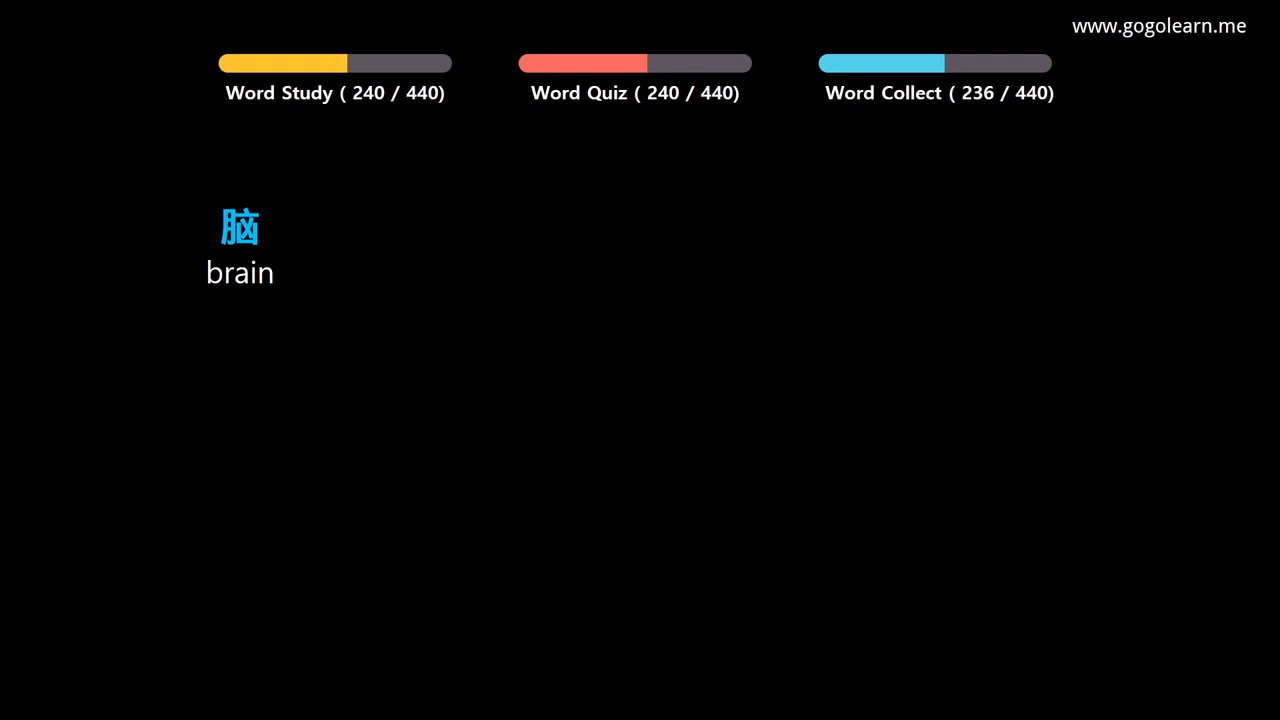 www.gogolearn.me
Word Study ( 240 / 440)
Word Quiz ( 240 / 440)
Word Collect ( 236 / 440)
脑
brain